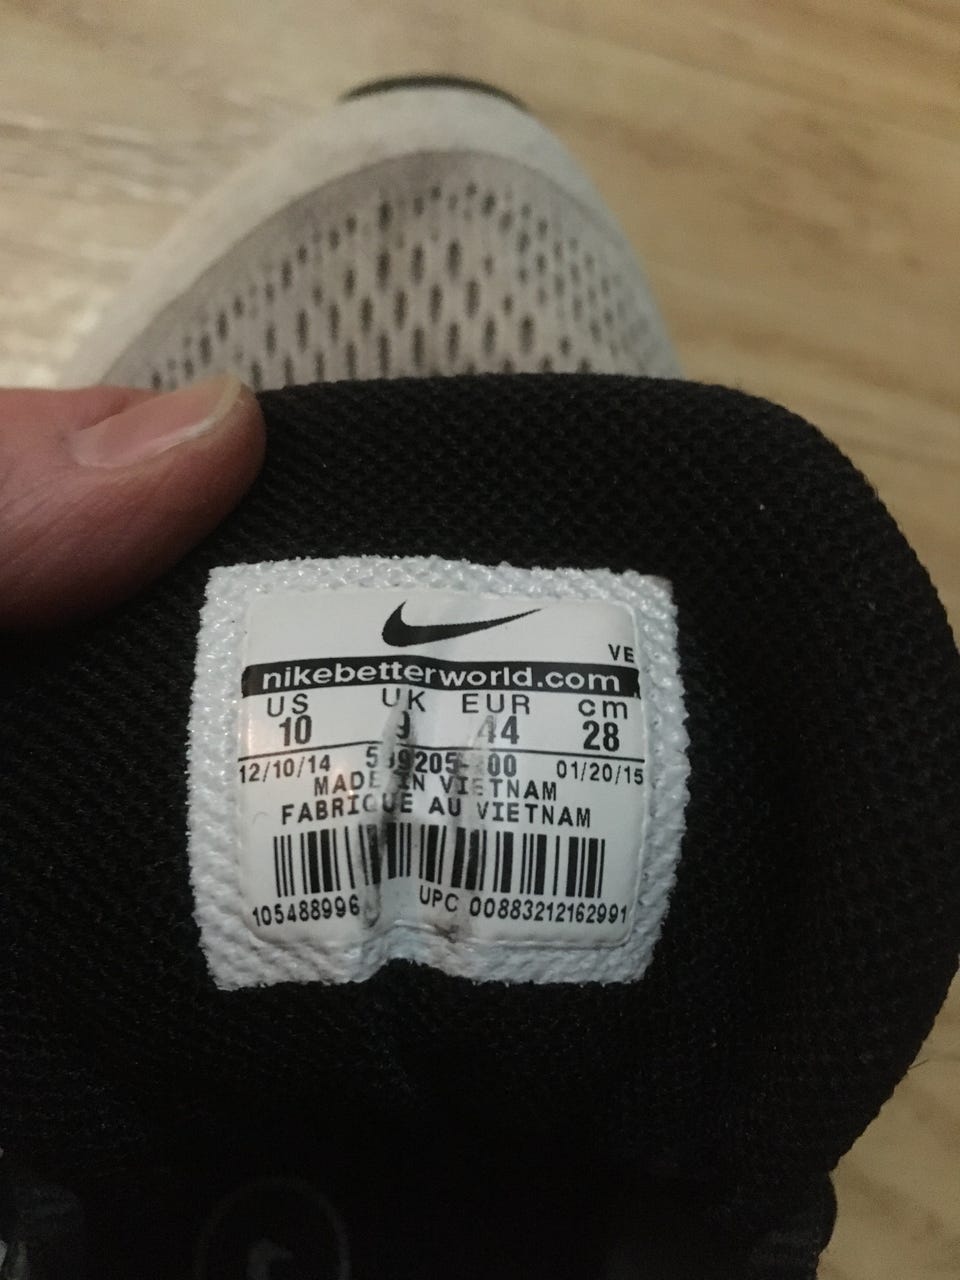 VE
nikebetterworld.com
US UK EUR cm
10 9 44 28
12/10/14 01/20/15
MADE IN VIETNAM
FABRIQUE AU VIETNAM
105488996
UPC 00883212162991